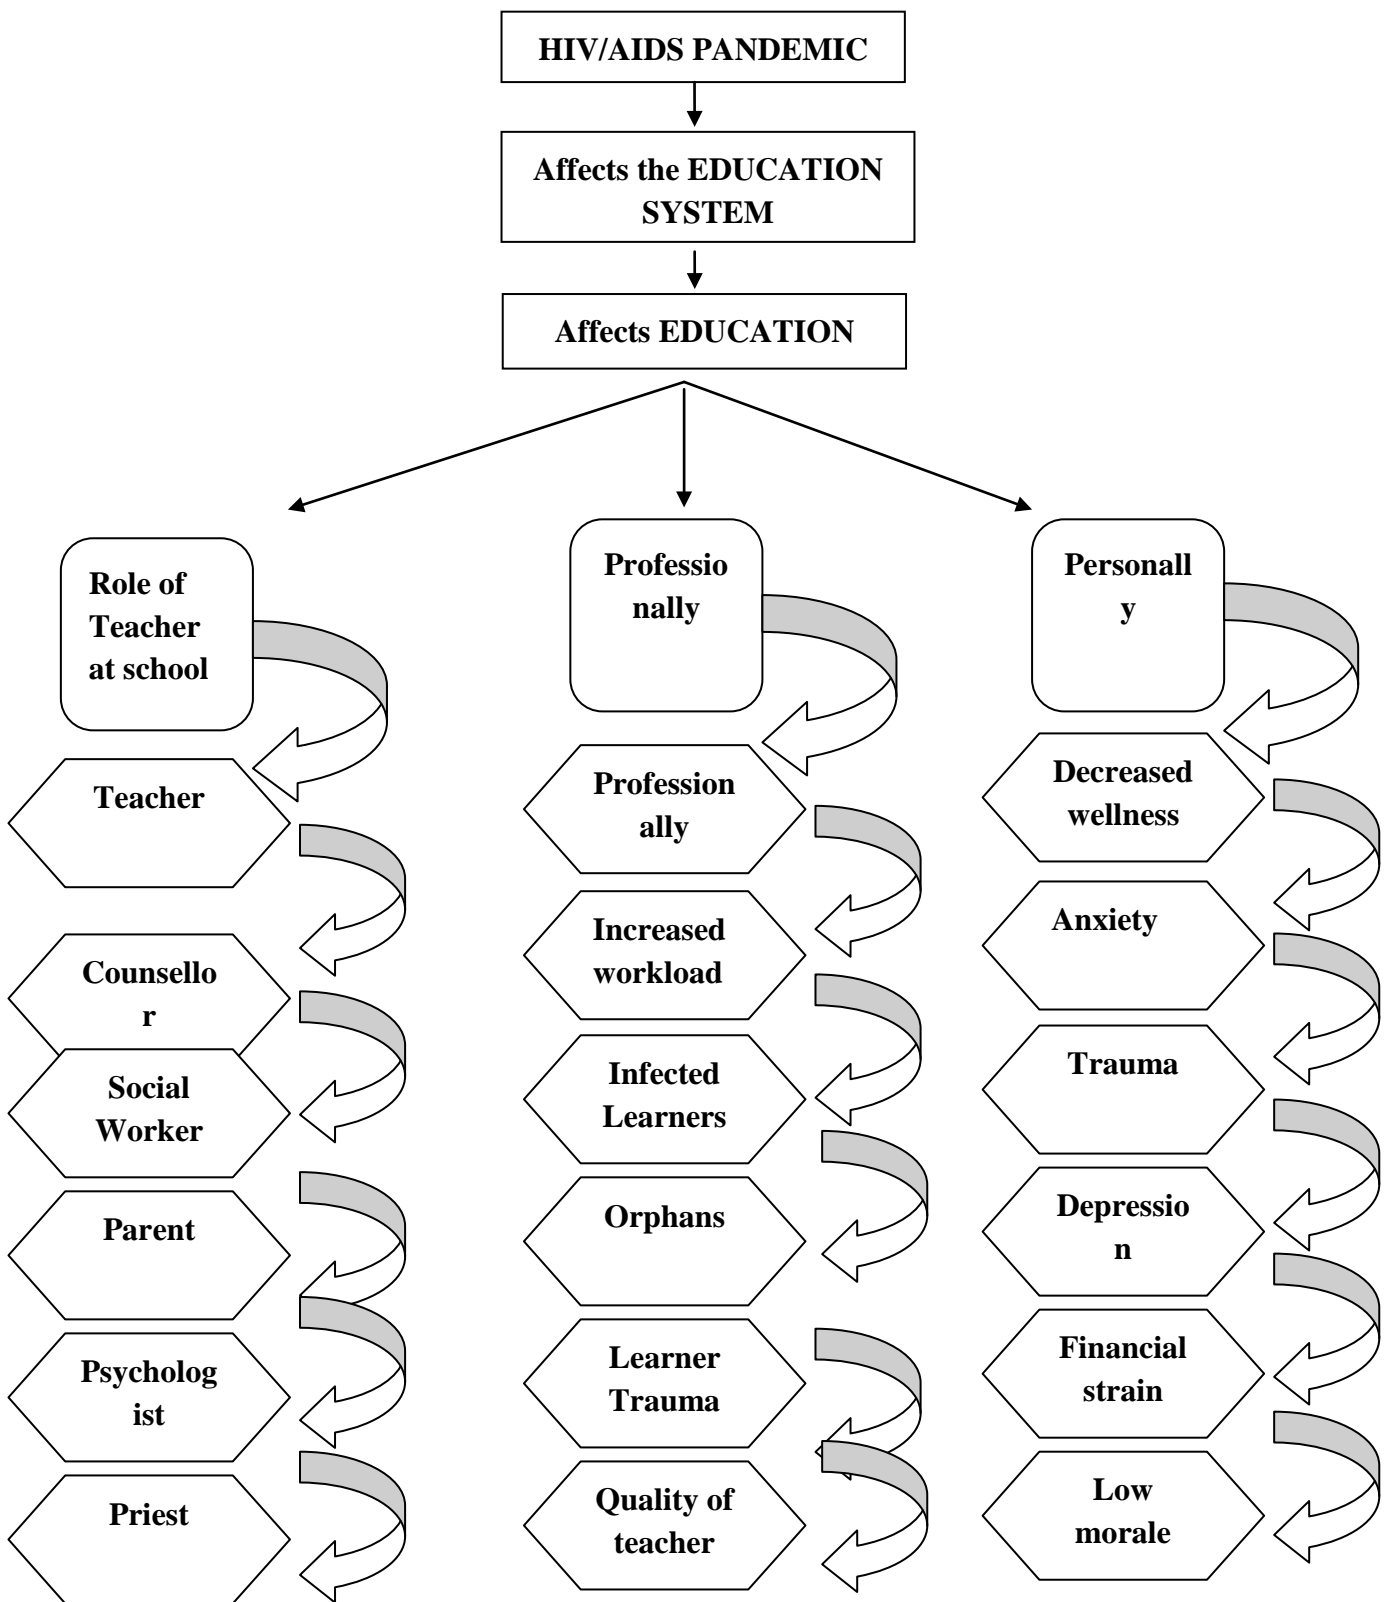 HIV/AIDS PANDEMIC
Affects the EDUCATION
SYSTEM
Affects EDUCATION
Role of
Teacher
at school
Teacher
Counsello
r
Social
Worker
Parent
Psycholog
ist
Priest
Professio
nally
Profession
ally
Increased
workload
Infected
Learners
Orphans
Learner
Trauma
Quality of
teacher
Personall
y
Decreased
wellness
Anxiety
Trauma
Depressio
n
Financial
strain
Low
morale